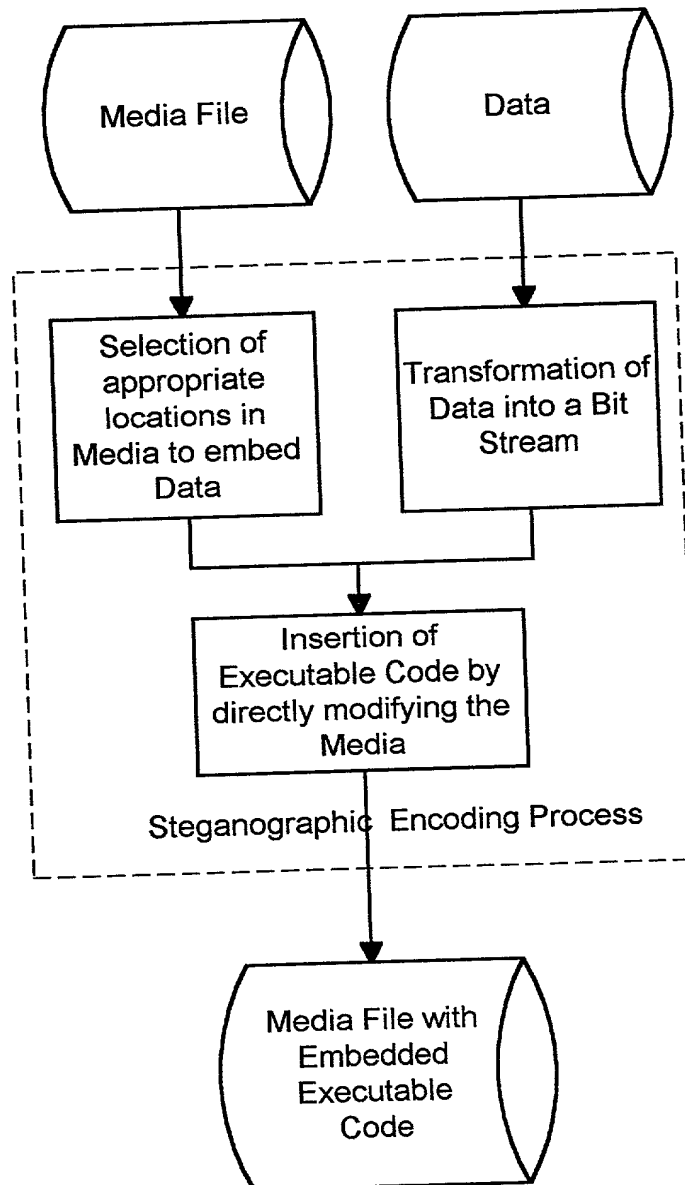 Media File
Data
Selection of
appropriate
locations in
Media to embed
Data
Transformation of
Data into a Bit
Stream
Insertion of
Executable Code by
directly modifying the
Media
Steganographic Encoding Process
Media File with
Embedded
Executable
Code